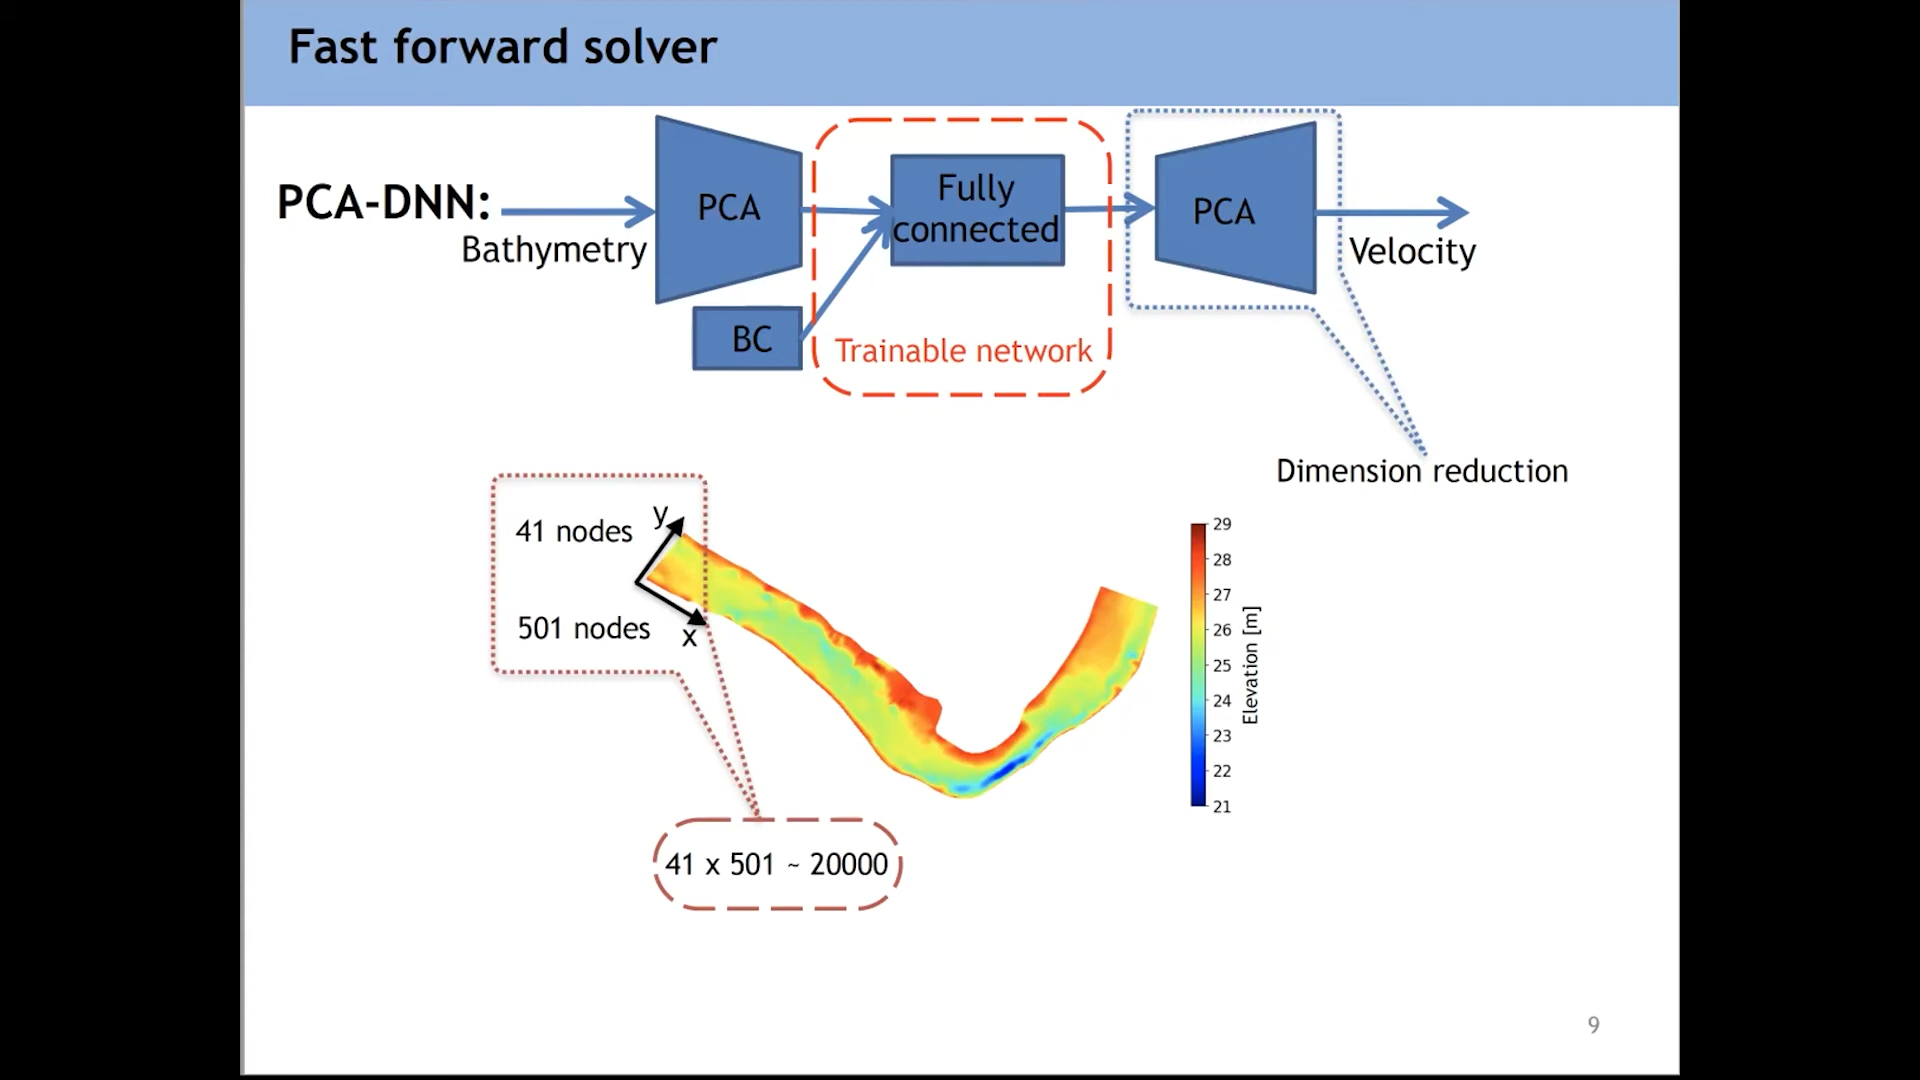 Fast forward solver
PCA-DNN:
Bathymetry
PCA
BC
Fully
connected
Trainable network
PCA
Velocity
Dimension reduction
41 nodes
y
501 nodes
x
41 x 501 ~ 20000
29
28
27
26
25
24
23
22
21
Elevation [m]
9